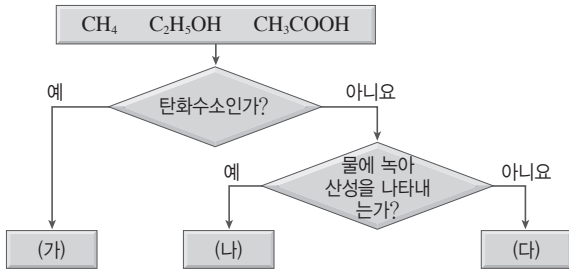 CH₄ C₂H₅OH CH₃COOH
예
탄화수소인가?
아니요
예
물에 녹아
산성을 나타내
는가?
아니요
(가)
(나)
(다)